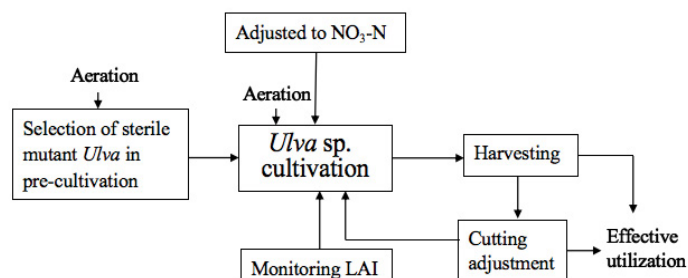 Adjusted to NO₃-N
Aeration
Aeration
Selection of sterile
mutant Ulva in
pre-cultivation
Ulva sp.
cultivation
Harvesting
Cutting
adjustment
Effective
utilization
Monitoring LAI